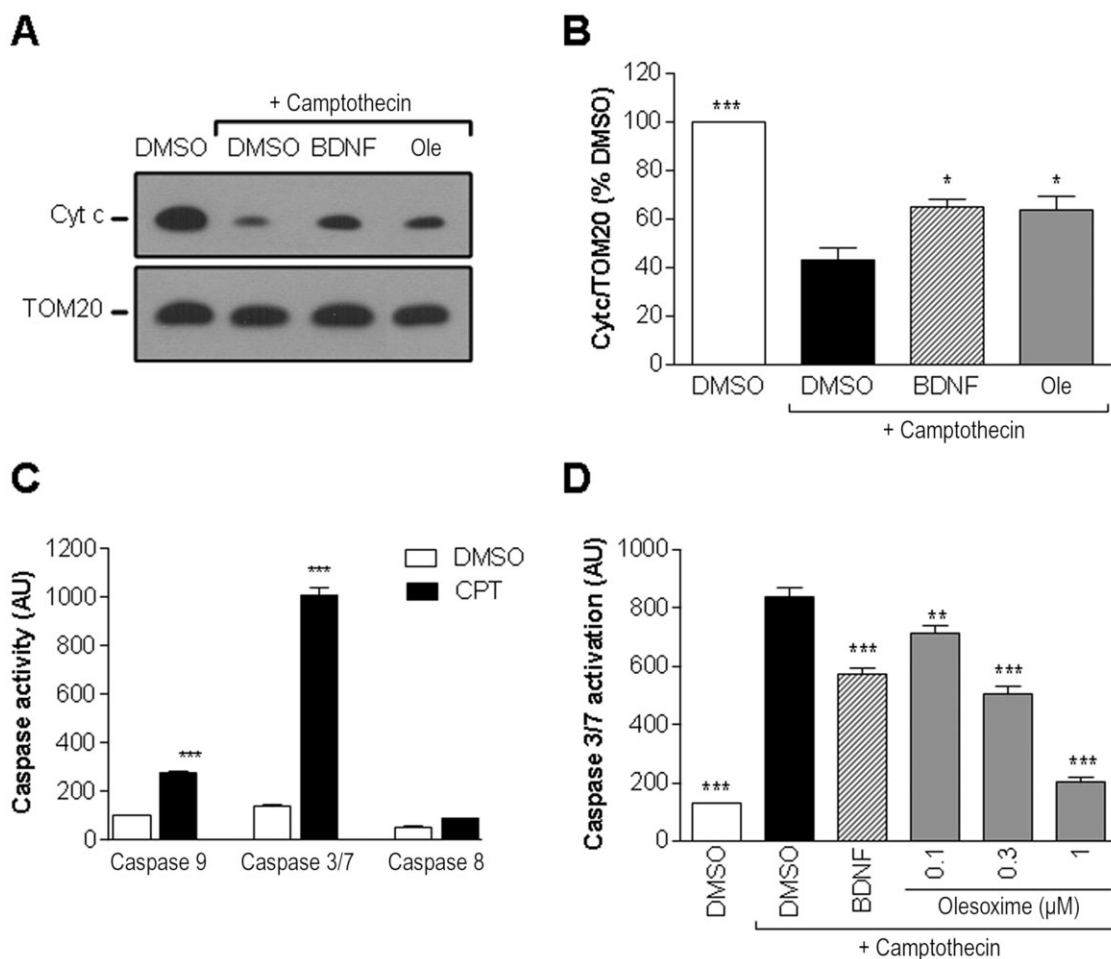 A
+ Camptothecin
DMSO DMSO BDNF Ole
Cyt c
TOM20
B
Cyt c/TOM20 (% DMSO)
120
100
80
60
40
20
0
***
*
*
DMSO DMSO BDNF Ole
+ Camptothecin
C
Caspase activity (AU)
1200
1000
800
600
400
200
0
***
***
DMSO
CPT
Caspase 9 Caspase 3/7 Caspase 8
D
Caspase 3/7 activation (AU)
1000
800
600
400
200
0
***
***
**
***
***
DMSO DMSO BDNF 0.1 0.3 1
Olesoxime (µM)
+ Camptothecin